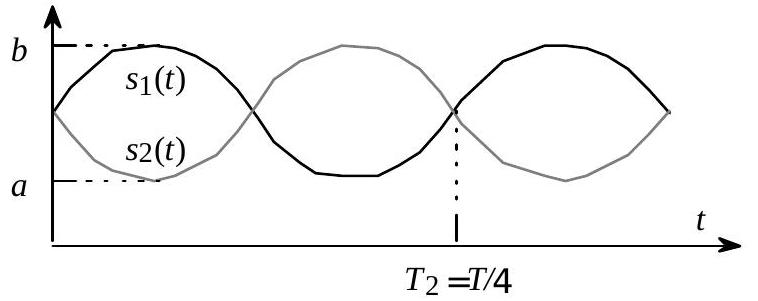 b
s1(t)
s2(t)
a
t
T2 =T/4